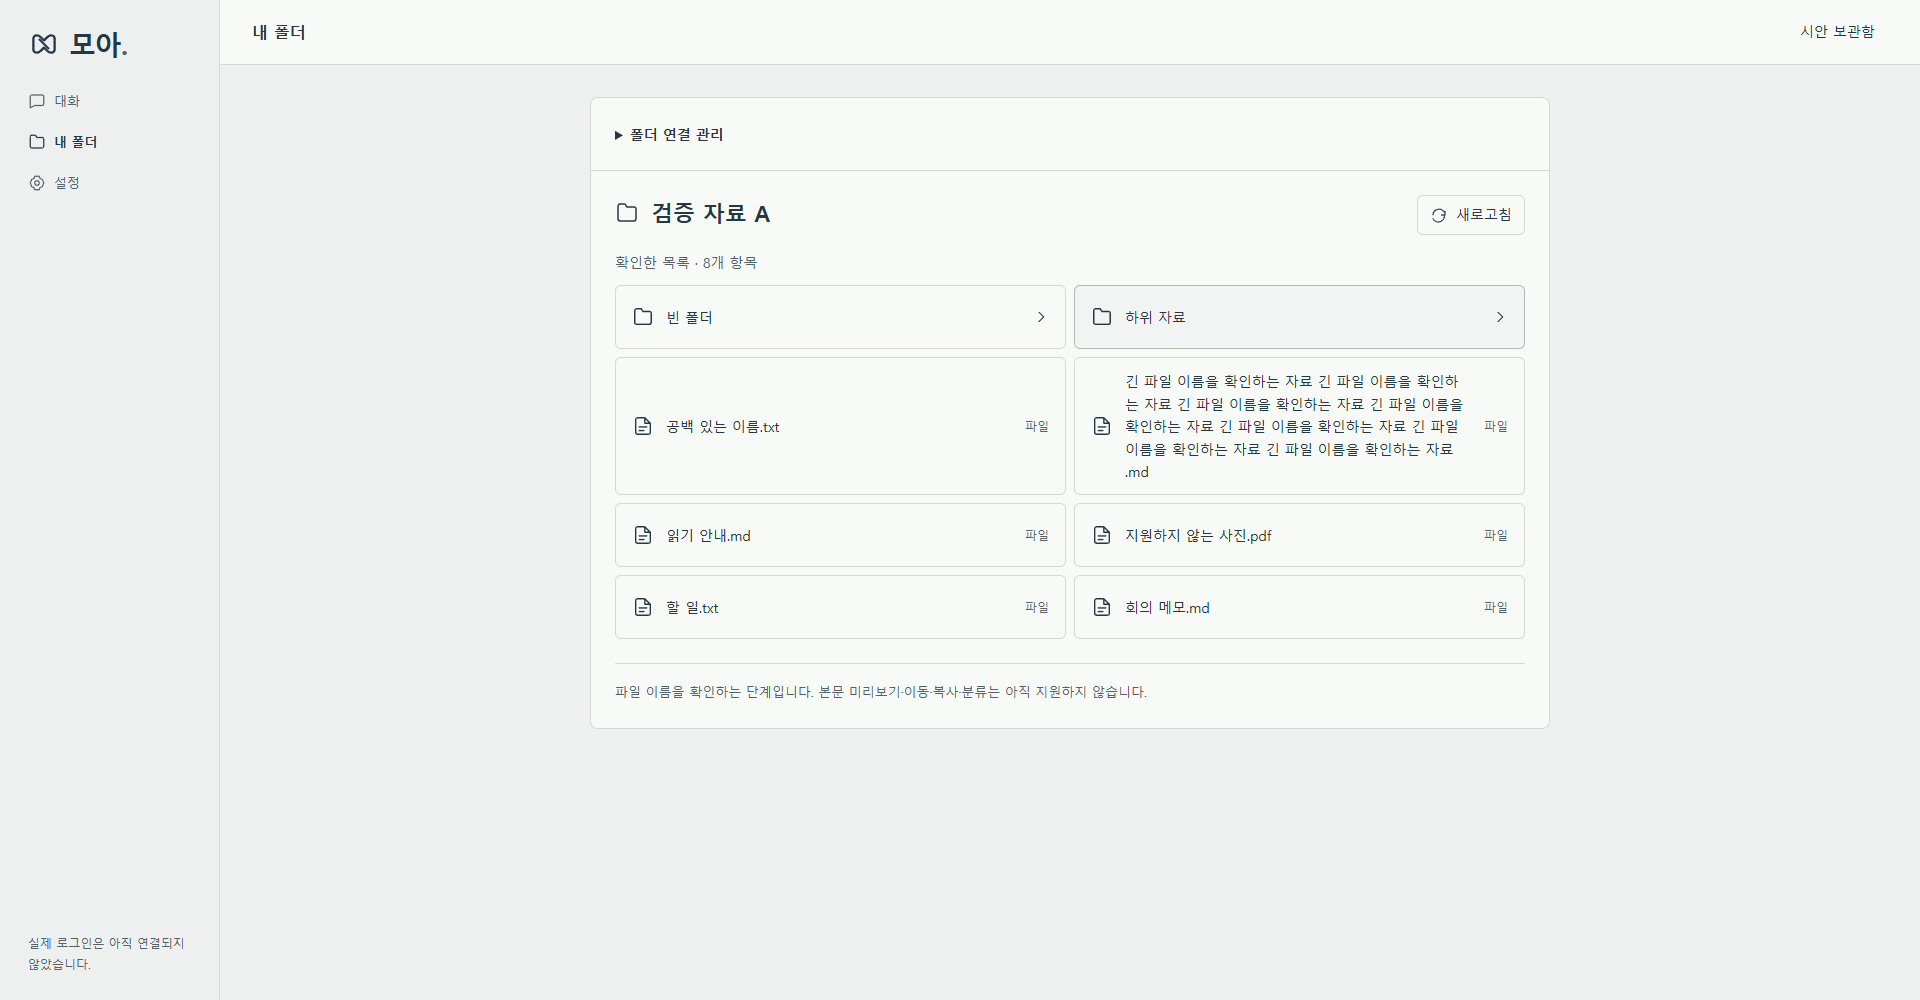 모아.
대화
내 폴더
설정
실제 로그인은 아직 연결되지
않았습니다.
내 폴더
시안 보관함
폴더 연결 관리
검증 자료 A
새로고침
확인한 목록 · 8개 항목
빈 폴더
하위 자료
공백 있는 이름.txt
파일
긴 파일 이름을 확인하는 자료 긴 파일 이름을 확인하
는 자료 긴 파일 이름을 확인하는 자료 긴 파일 이름을
확인하는 자료 긴 파일 이름을 확인하는 자료 긴 파일
이름을 확인하는 자료 긴 파일 이름을 확인하는 자료
.md
파일
읽기 안내.md
파일
지원하지 않는 사진.pdf
파일
할 일.txt
파일
회의 메모.md
파일
파일 이름을 확인하는 단계입니다. 본문 미리보기·이동·복사·분류는 아직 지원하지 않습니다.